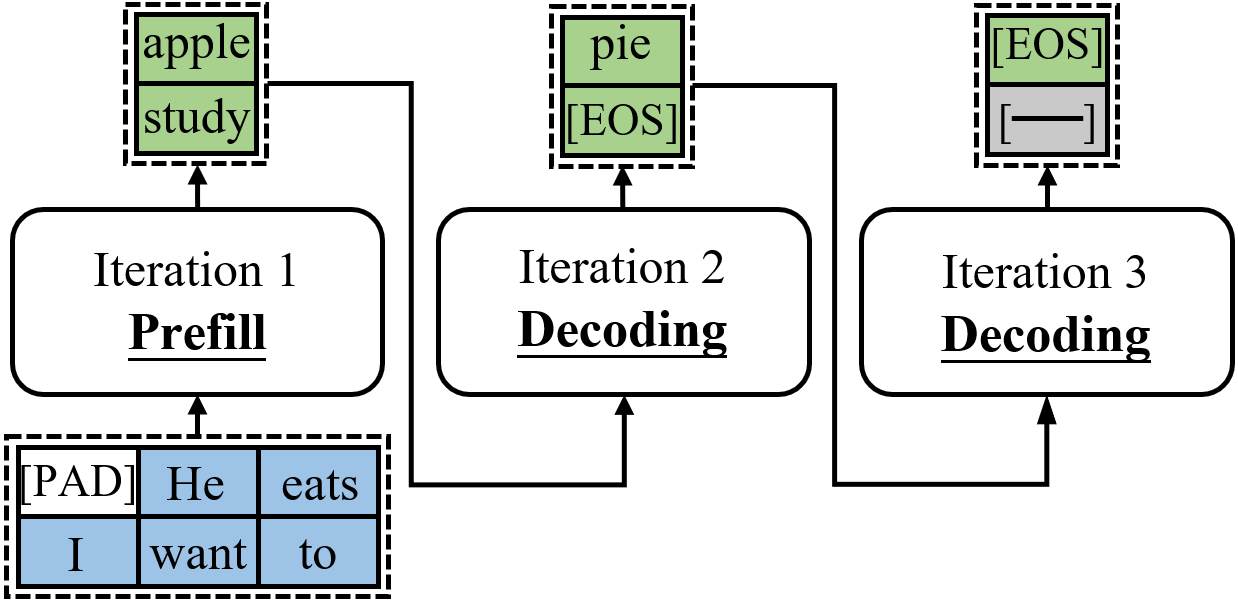 apple
study
pie
[EOS]
[EOS]
[—]
Iteration 1
Prefill
Iteration 2
Decoding
Iteration 3
Decoding
[PAD] He eats
I want to